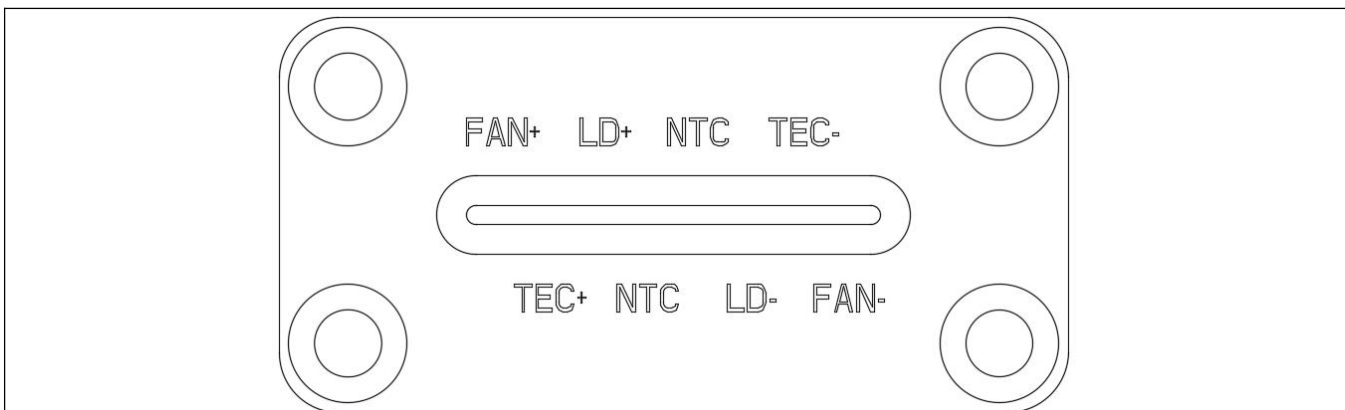 FAN+ LD+ NTC TEC-
TEC+ NTC LD- FAN-